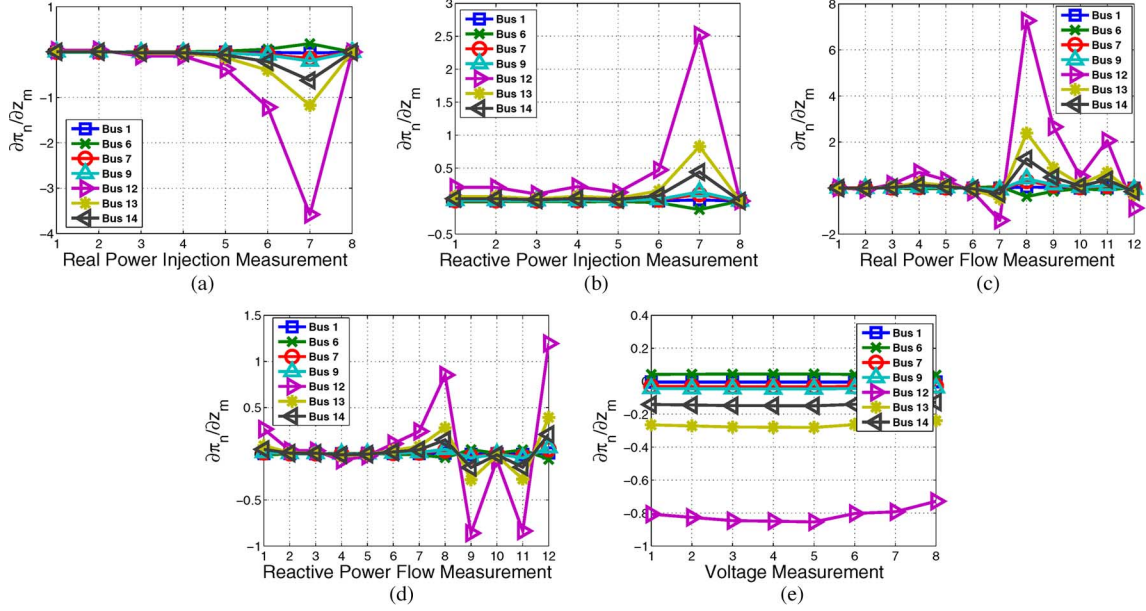 ∂π_n/∂z_m
1
0
−1
−2
−3
−4
Bus 1
Bus 6
Bus 7
Bus 9
Bus 12
Bus 13
Bus 14
1 2 3 4 5 6 7 8
Real Power Injection Measurement
(a)
∂π_n/∂z_m
3
2.5
1.5
0.5
0
−0.5
Bus 1
Bus 6
Bus 7
Bus 9
Bus 12
Bus 13
Bus 14
1 2 3 4 5 6 7 8
Reactive Power Injection Measurement
(b)
∂π_n/∂z_m
8
6
4
2
0
−2
Bus 1
Bus 6
Bus 7
Bus 9
Bus 12
Bus 13
Bus 14
1 2 3 4 5 6 7 8 9 10 11 12
Real Power Flow Measurement
(c)
∂π_n/∂z_m
1.5
1
0.5
0
−0.5
−1
Bus 1
Bus 6
Bus 7
Bus 9
Bus 12
Bus 13
Bus 14
1 2 3 4 5 6 7 8 9 10 11 12
Reactive Power Flow Measurement
(d)
∂π_n/∂z_m
0.4
0.2
0
−0.2
−0.4
−0.6
−0.8
−1
Bus 1
Bus 6
Bus 7
Bus 9
Bus 12
Bus 13
Bus 14
1 2 3 4 5 6 7 8
Voltage Measurement
(e)